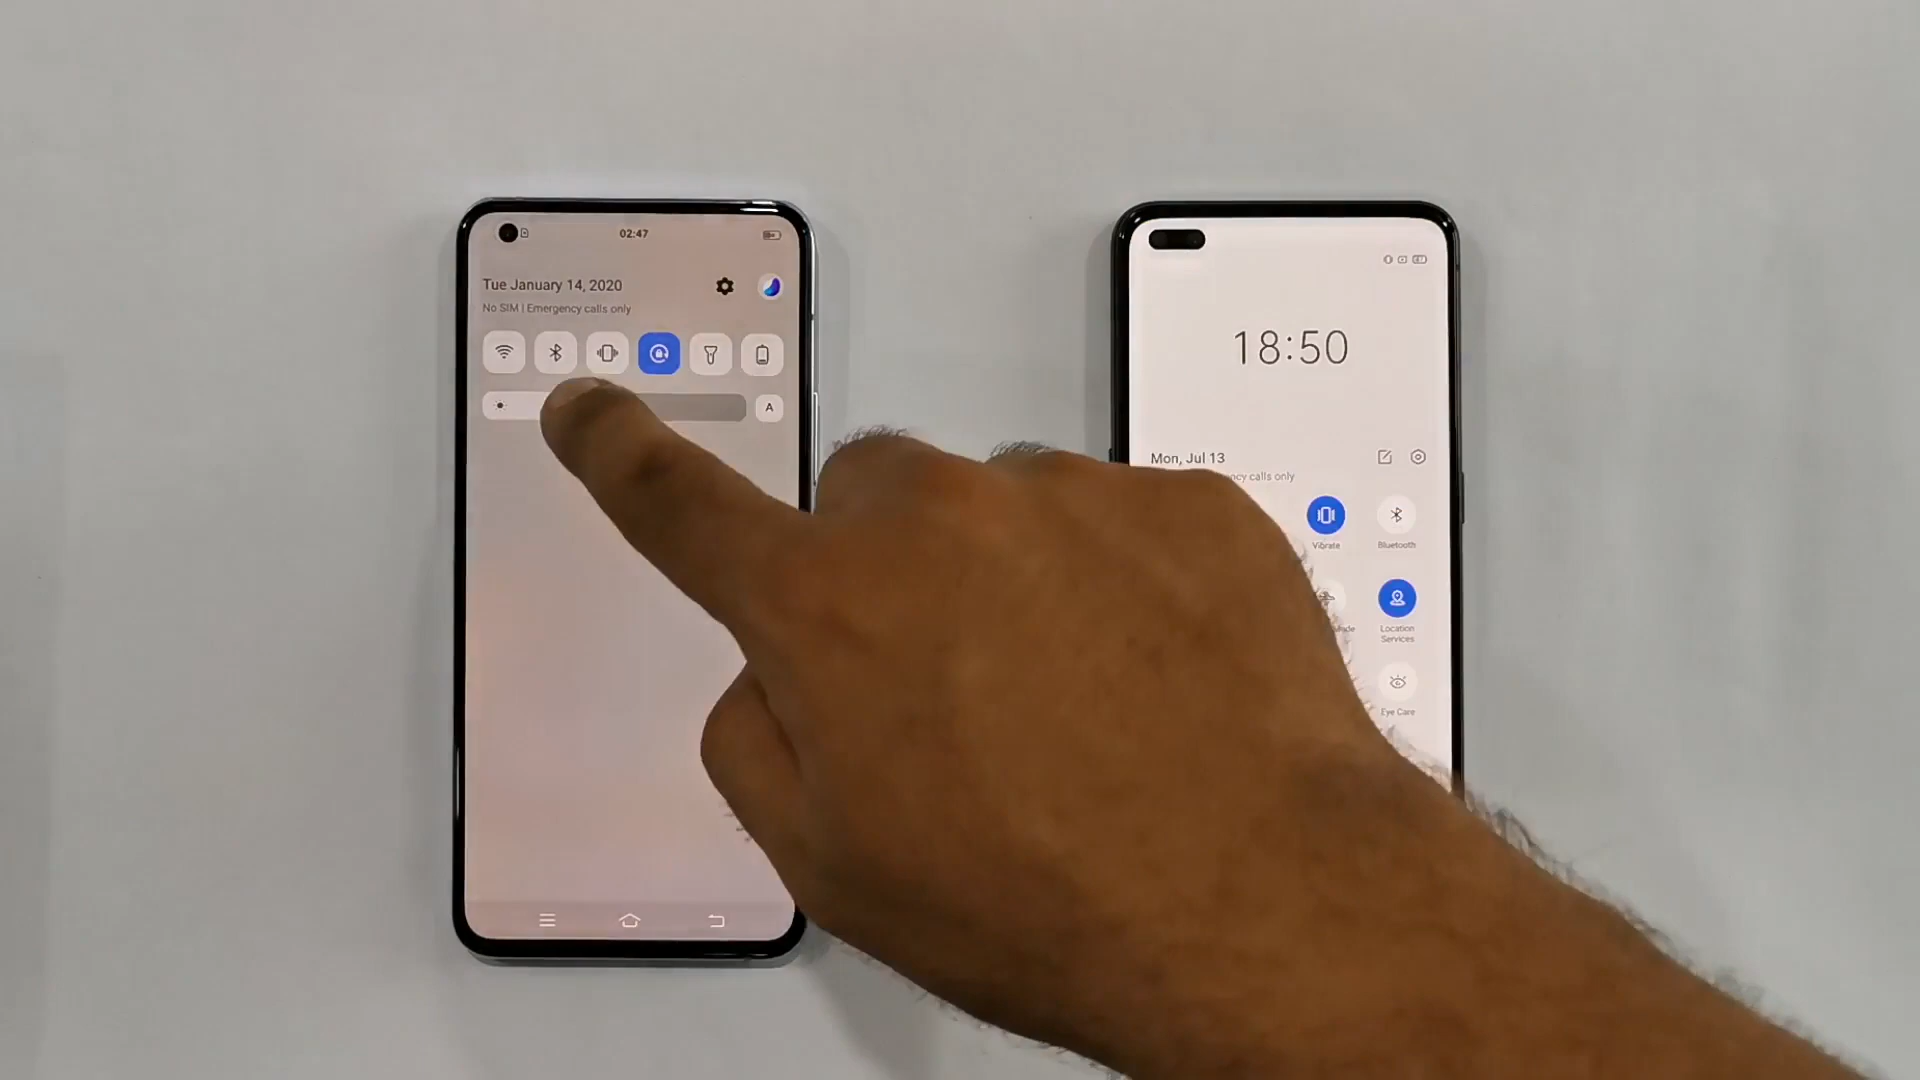 02:47
Tue January 14, 2020
No SIM | Emergency calls only
A
18:50
Mon, Jul 13
calls only
Vibrate
Bluetooth
Location
Services
Eye Care